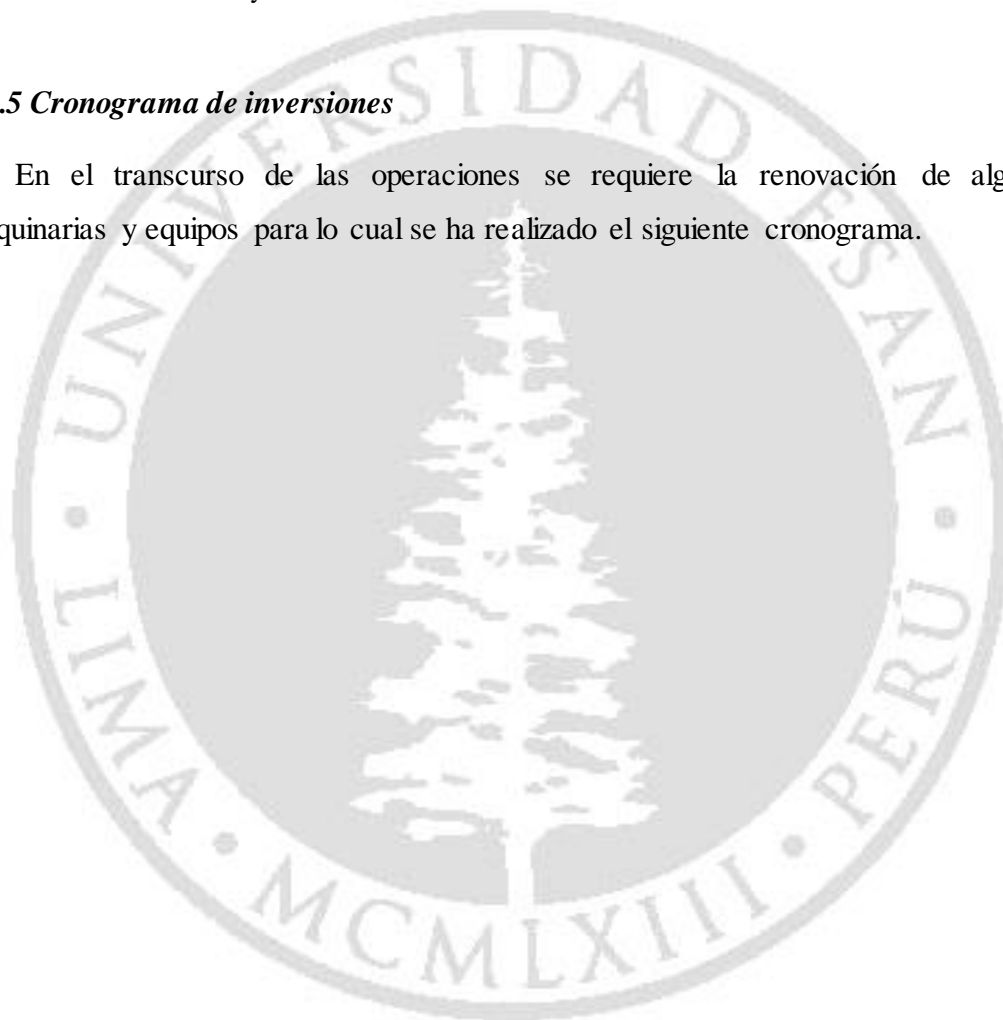 y
.5 Cronograma de inversiones
En el transcurso de las operaciones se requiere la renovación de alg
quinarias y equipos para lo cual se ha realizado el siguiente cronograma.
UNIVERSIDAD ESAN
LIMA • MCMLXIII • PERÚ